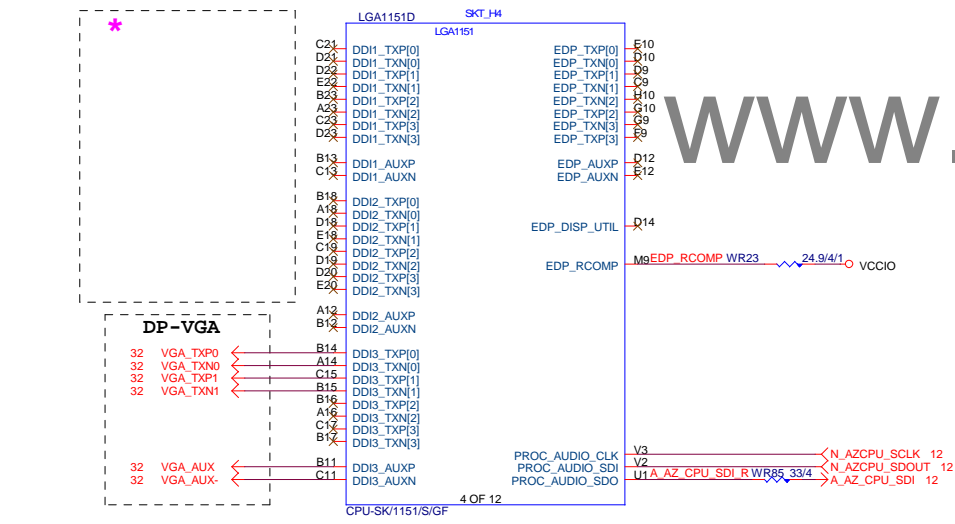 LGA1151D SKT_H4
*
LGA1151
C21 DDI1_TXP[0] EDP_TXP[0] E10
D21 DDI1_TXN[0] EDP_TXN[0] D10
D22 DDI1_TXP[1] EDP_TXP[1] D9
E22 DDI1_TXN[1] EDP_TXN[1] C9
B23 DDI1_TXP[2] EDP_TXN[2] H10
A23 DDI1_TXN[2] EDP_TXP[2] G10
C23 DDI1_TXP[3] EDP_TXN[3] G9
D23 DDI1_TXN[3] EDP_TXP[3] F9
www.
B13 DDI1_AUXP EDP_AUXP D12
C13 DDI1_AUXN EDP_AUXN E12
B18 DDI2_TXP[0]
A18 DDI2_TXN[0]
D18 DDI2_TXP[1] EDP_DISP_UTIL D14
E18 DDI2_TXN[1]
C19 DDI2_TXP[2]
D19 DDI2_TXN[2] EDP_RCOMP M9 EDP_RCOMP WR23 24.9/4/1 VCCIO
D20 DDI2_TXP[3]
E20 DDI2_TXN[3]
A12 DDI2_AUXP
B12 DDI2_AUXN
DP-VGA
32 VGA_TXP0 B14 DDI3_TXP[0]
32 VGA_TXN0 A14 DDI3_TXN[0]
32 VGA_TXP1 C15 DDI3_TXP[1]
32 VGA_TXN1 B15 DDI3_TXN[1]
B16 DDI3_TXP[2]
A16 DDI3_TXN[2]
C17 DDI3_TXP[3]
B17 DDI3_TXN[3]
PROC_AUDIO_CLK V3 N_AZCPU_SCLK 12
32 VGA_AUX B11 DDI3_AUXP PROC_AUDIO_SDI V2 N_AZCPU_SDOUT 12
32 VGA_AUX- C11 DDI3_AUXN PROC_AUDIO_SDO U1 A_AZ_CPU_SDI_R WR85 33/4 A_AZ_CPU_SDI 12
4 OF 12
CPU-SK/1151/S/GF